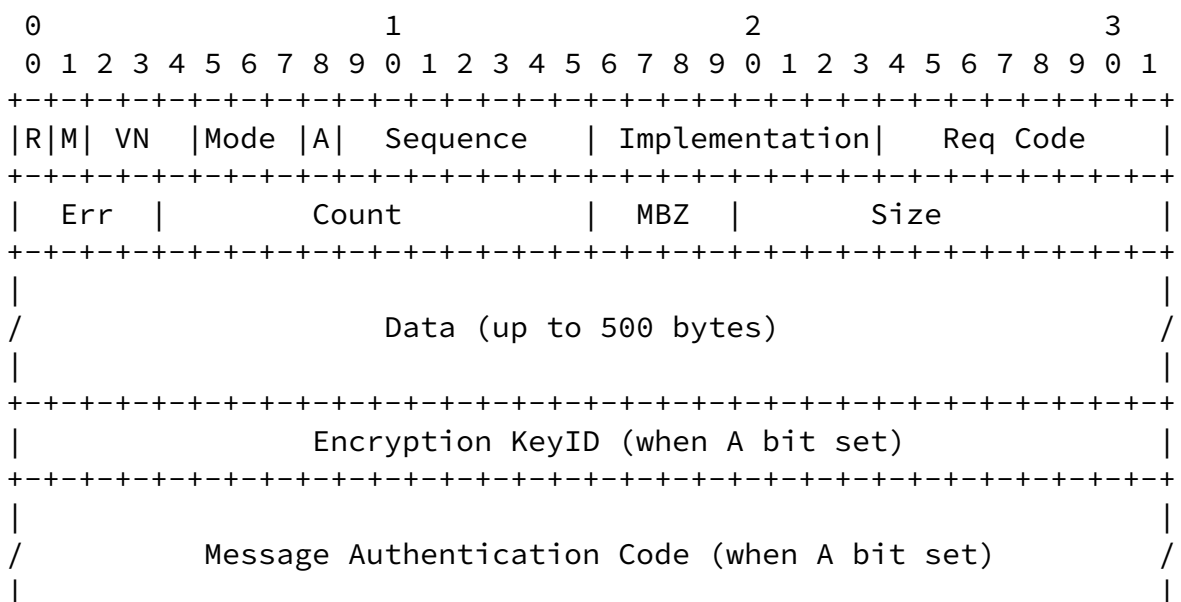 0                   1                   2                   3
 0 1 2 3 4 5 6 7 8 9 0 1 2 3 4 5 6 7 8 9 0 1 2 3 4 5 6 7 8 9 0 1
+-+-+-+-+-+-+-+-+-+-+-+-+-+-+-+-+-+-+-+-+-+-+-+-+-+-+-+-+-+-+-+-+
|R|M| VN  |Mode |A|  Sequence   | Implementation|   Req Code    |
+-+-+-+-+-+-+-+-+-+-+-+-+-+-+-+-+-+-+-+-+-+-+-+-+-+-+-+-+-+-+-+-+
|  Err  |        Count          |  MBZ  |       Size            |
+-+-+-+-+-+-+-+-+-+-+-+-+-+-+-+-+-+-+-+-+-+-+-+-+-+-+-+-+-+-+-+-+
|                                                               |
/                    Data (up to 500 bytes)                     /
|                                                               |
+-+-+-+-+-+-+-+-+-+-+-+-+-+-+-+-+-+-+-+-+-+-+-+-+-+-+-+-+-+-+-+-+
|                Encryption KeyID (when A bit set)              |
+-+-+-+-+-+-+-+-+-+-+-+-+-+-+-+-+-+-+-+-+-+-+-+-+-+-+-+-+-+-+-+-+
|                                                               |
/          Message Authentication Code (when A bit set)         /
|                                                               |